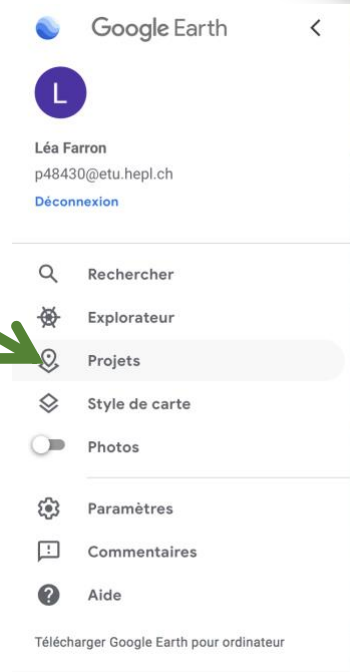 Google Earth
L
Léa Farron
p48430@etu.hepl.ch
Déconnexion
Rechercher
Explorateur
Projets
Style de carte
Photos
Paramètres
Commentaires
Aide
Télécharger Google Earth pour ordinateur